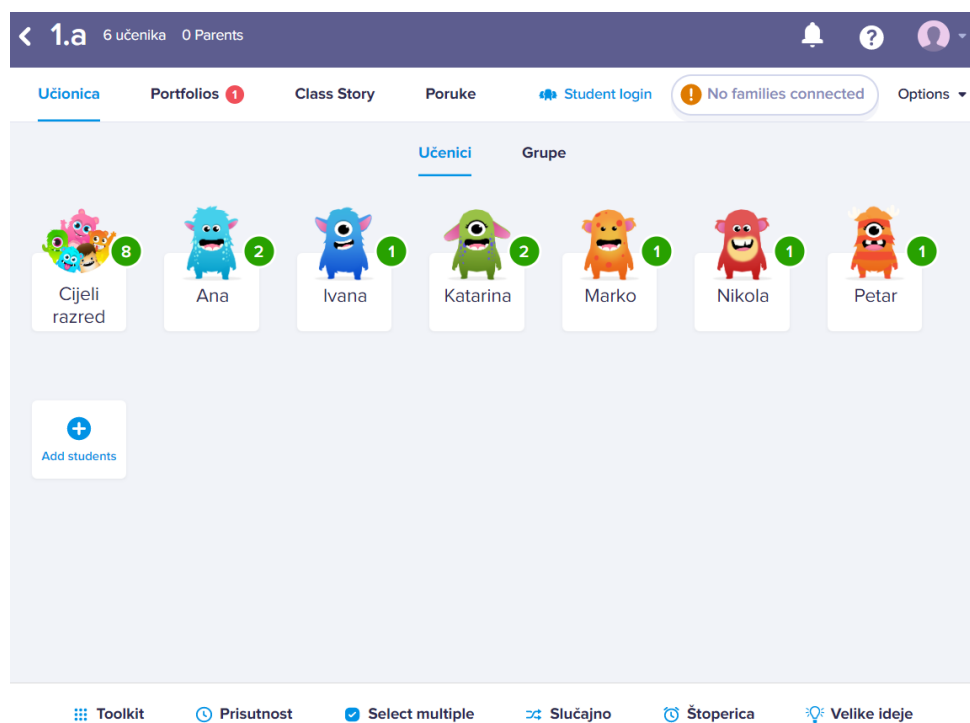 1.a 6 učenika 0 Parents ?
Učionica Portfolios 1 Class Story Poruke Student login ! No families connected Options
Učenici Grupe
8 2 1 2 1 1 1
Cijeli Ana Ivana Katarina Marko Nikola Petar
razred
Add students
Toolkit Prisutnost Select multiple Slučajno Štoperica Velike ideje